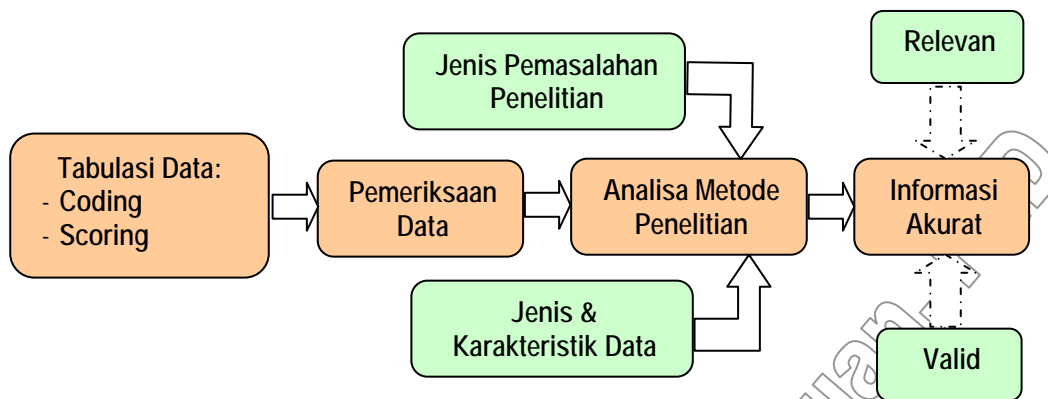 Relevan
Jenis Pemasalahan
Penelitian
Tabulasi Data:
- Coding
- Scoring
Pemeriksaan
Data
Analisa Metode
Penelitian
Informasi
Akurat
Jenis &
Karakteristik Data
Valid